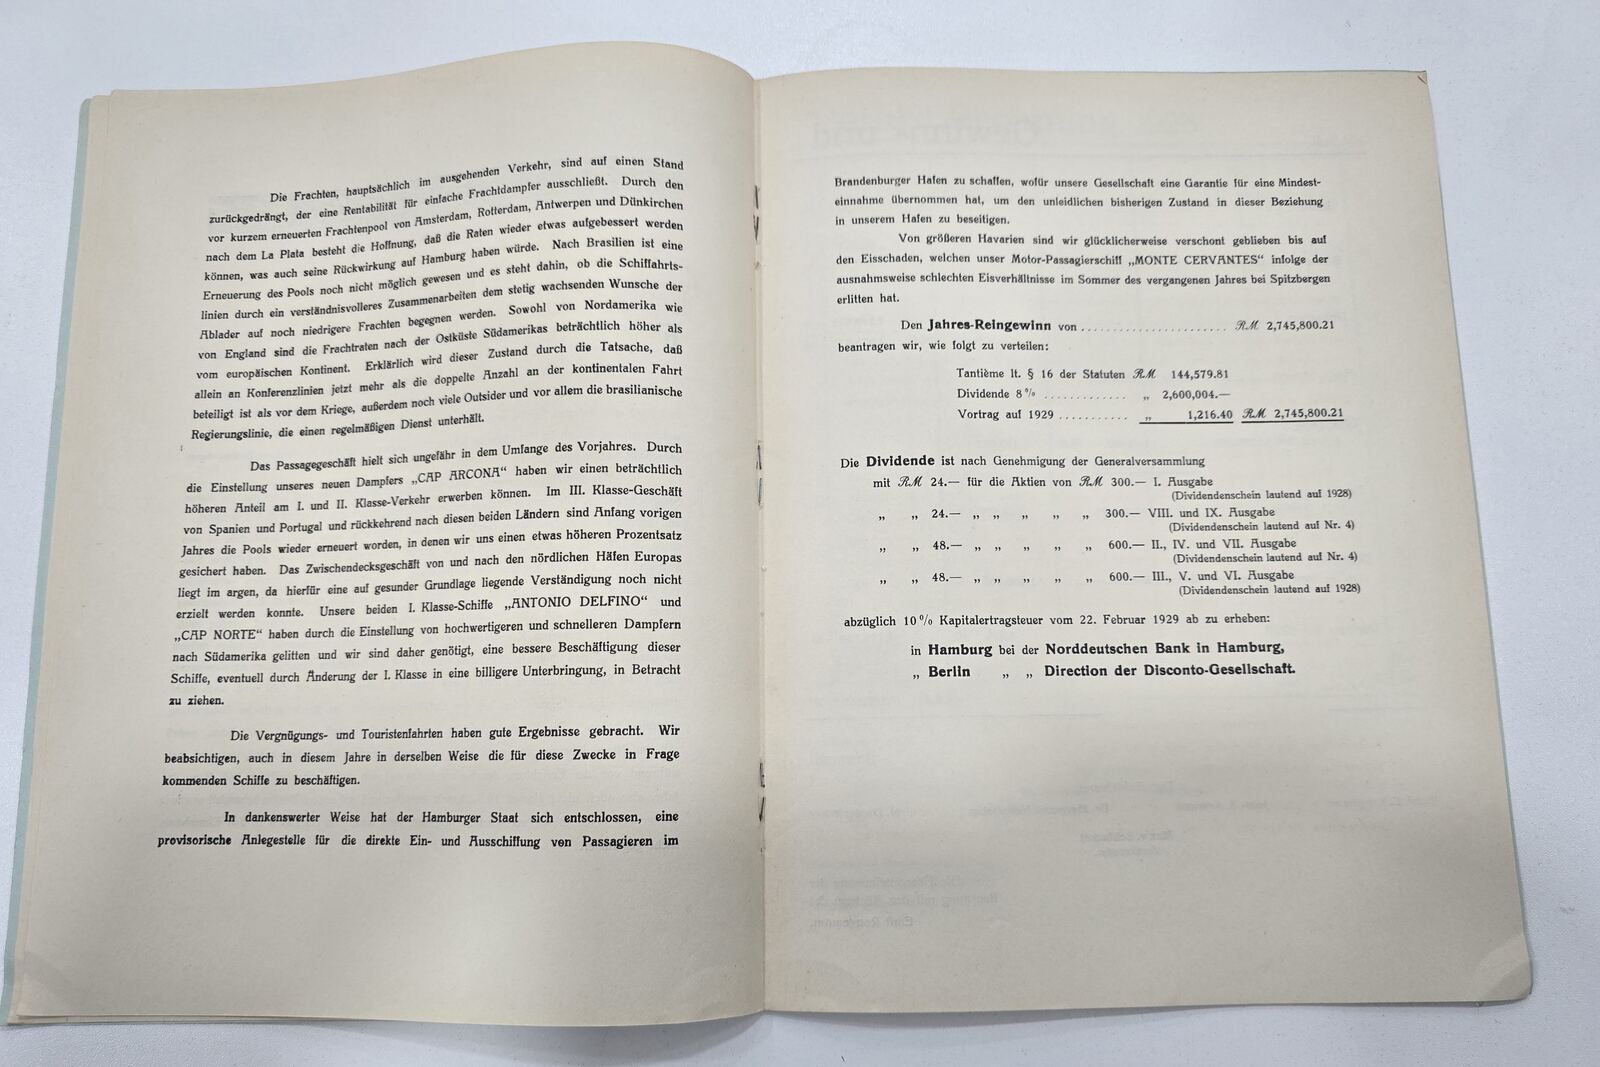 Die Frachten, hauptsächlich im ausgehenden Verkehr, sind auf einen Stand
zurückgedrängt, der eine Rentabilität für einfache Frachtdampfer ausschließt. Durch den
vor kurzem erneuerten Frachtenpool von Amsterdam, Rotterdam, Antwerpen und Dünkirchen
nach dem La Plata besteht die Hoffnung, daß die Raten wieder etwas aufgebessert werden
können, was auch seine Rückwirkung auf Hamburg haben würde. Nach Brasilien ist eine
Erneuerung des Pools noch nicht möglich gewesen und es steht dahin, ob die Schiffahrts-
linien durch ein verständnisvolleres Zusammenarbeiten dem stetig wachsenden Wunsche der
Ablader auf noch niedrigere Frachten begegnen werden. Sowohl von Nordamerika wie
von England sind die Frachtraten nach der Ostküste Südamerikas beträchtlich höher als
vom europäischen Kontinent. Erklärlich wird dieser Zustand durch die Tatsache, daß
allein an Konferenzlinien jetzt mehr als die doppelte Anzahl an der kontinentalen Fahrt
beteiligt ist als vor dem Kriege, außerdem noch viele Outsider und vor allem die brasilianische
Regierungslinie, die einen regelmäßigen Dienst unterhält.
Das Passagegeschäft hielt sich ungefähr in dem Umfange des Vorjahres. Durch
die Einstellung unseres neuen Dampfers „CAP ARCONA“ haben wir einen beträchtlich
höheren Anteil am I. und II. Klasse-Verkehr erwerben können. Im III. Klasse-Geschäft
von Spanien und Portugal und rückkehrend nach diesen beiden Ländern sind Anfang vorigen
Jahres die Pools wieder erneuert worden, in denen wir uns einen etwas höheren Prozentsatz
gesichert haben. Das Zwischendecksgeschäft von und nach den nördlichen Häfen Europas
liegt im argen, da hierfür eine auf gesunder Grundlage liegende Verständigung noch nicht
erzielt werden konnte. Unsere beiden I. Klasse-Schiffe „ANTONIO DELFINO“ und
„CAP NORTE“ haben durch die Einstellung von hochwertigeren und schnelleren Dampfern
nach Südamerika gelitten und wir sind daher genötigt, eine bessere Beschäftigung dieser
Schiffe, eventuell durch Änderung der I. Klasse in eine billigere Unterbringung, in Betracht
zu ziehen.
Die Vergnügungs- und Touristenfahrten haben gute Ergebnisse gebracht. Wir
beabsichtigen, auch in diesem Jahre in derselben Weise die für diese Zwecke in Frage
kommenden Schiffe zu beschäftigen.
In dankenswerter Weise hat der Hamburger Staat sich entschlossen, eine
provisorische Anlegestelle für die direkte Ein- und Ausschiffung von Passagieren im
Brandenburger Hafen zu schaffen, wofür unsere Gesellschaft eine Garantie für eine Mindest-
einnahme übernommen hat, um den unleidlichen bisherigen Zustand in dieser Beziehung
in unserem Hafen zu beseitigen.
Von größeren Havarien sind wir glücklicherweise verschont geblieben bis auf
den Eisschaden, welchen unser Motor-Passagierschiff „MONTE CERVANTES“ infolge der
ausnahmsweise schlechten Eisverhältnisse im Sommer des vergangenen Jahres bei Spitzbergen
erlitten hat.
Den Jahres-Reingewinn von ........................ RM 2,745,800.21
beantragen wir, wie folgt zu verteilen:
Tantième lt. § 16 der Statuten RM 144,579.81
Dividende 8% ............. „ 2,600,004.—
Vortrag auf 1929 ........... „ 1,216.40 RM 2,745,800.21
Die Dividende ist nach Genehmigung der Generalversammlung
mit RM 24.— für die Aktien von RM 300.— I. Ausgabe
(Dividendenschein lautend auf 1928)
„ „ 24.— „ „ „ „ „ 300.— VIII. und IX. Ausgabe
(Dividendenschein lautend auf Nr. 4)
„ „ 48.— „ „ „ „ „ 600.— II., IV. und VII. Ausgabe
(Dividendenschein lautend auf Nr. 4)
„ „ 48.— „ „ „ „ „ 600.— III., V. und VI. Ausgabe
(Dividendenschein lautend auf 1928)
abzüglich 10% Kapitalertragsteuer vom 22. Februar 1929 ab zu erheben:
in Hamburg bei der Norddeutschen Bank in Hamburg,
„ Berlin „ „ Direction der Disconto-Gesellschaft.